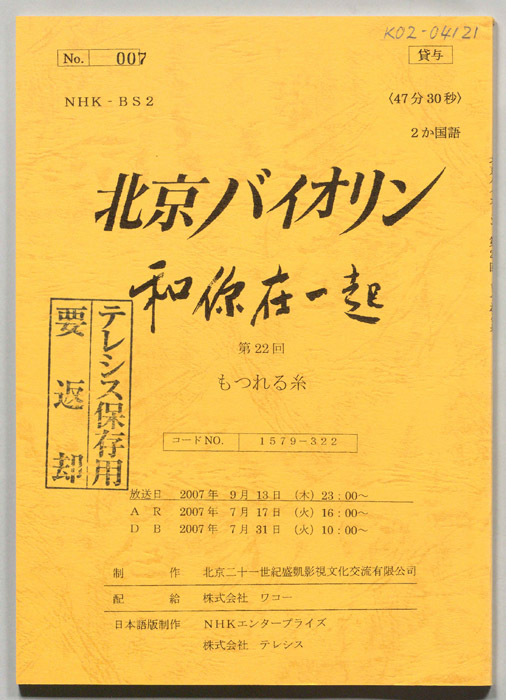 K02-04121
No. 007
貸与
NHK-BS2
〈47分30秒〉
2か国語
北京バイオリン
和你在一起
第22回
もつれる糸
テレシス保存用
要返却
コードNO. 1579-322
放送日 2007年 9月13日 (木) 23:00～
A R 2007年 7月17日 (火) 16:00～
D B 2007年 7月31日 (火) 10:00～
制作 北京二十一世紀盛凱影視文化交流有限公司
配給 株式会社 ワコー
日本語版制作 NHKエンタープライズ
株式会社 テレシス